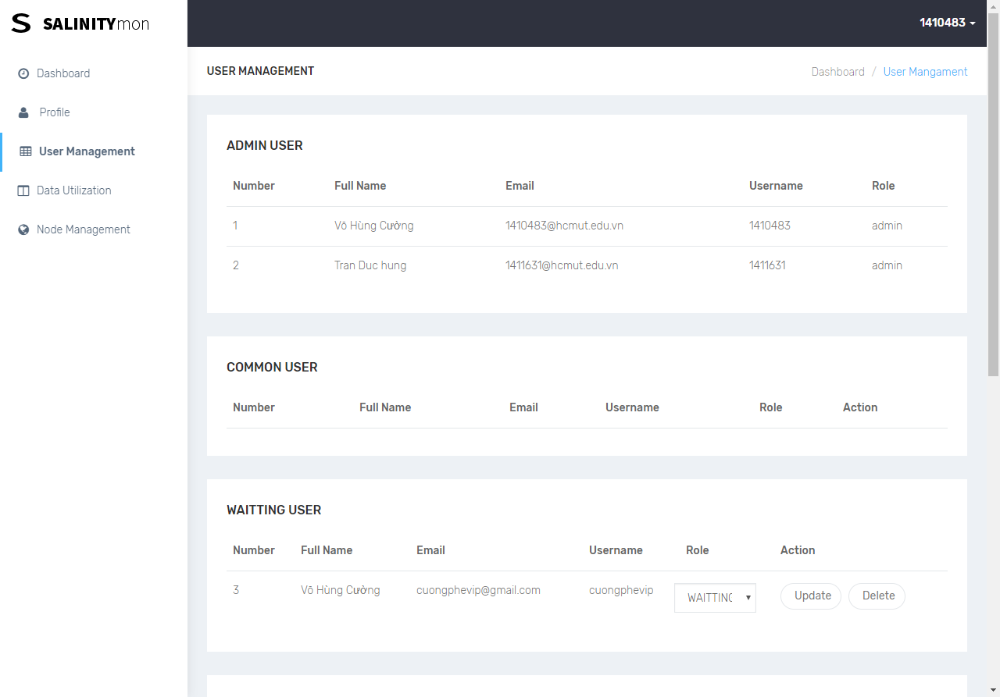 S SALINITYmon
1410483
Dashboard
Profile
User Management
Data Utilization
Node Management
USER MANAGEMENT
Dashboard / User Mangament
ADMIN USER
Number Full Name Email Username Role
1 Võ Hùng Cường 1410483@hcmut.edu.vn 1410483 admin
2 Tran Duc hung 1411631@hcmut.edu.vn 1411631 admin
COMMON USER
Number Full Name Email Username Role Action
WAITTING USER
Number Full Name Email Username Role Action
3 Võ Hùng Cường cuongphevip@gmail.com cuongphevip WAITTING Update Delete